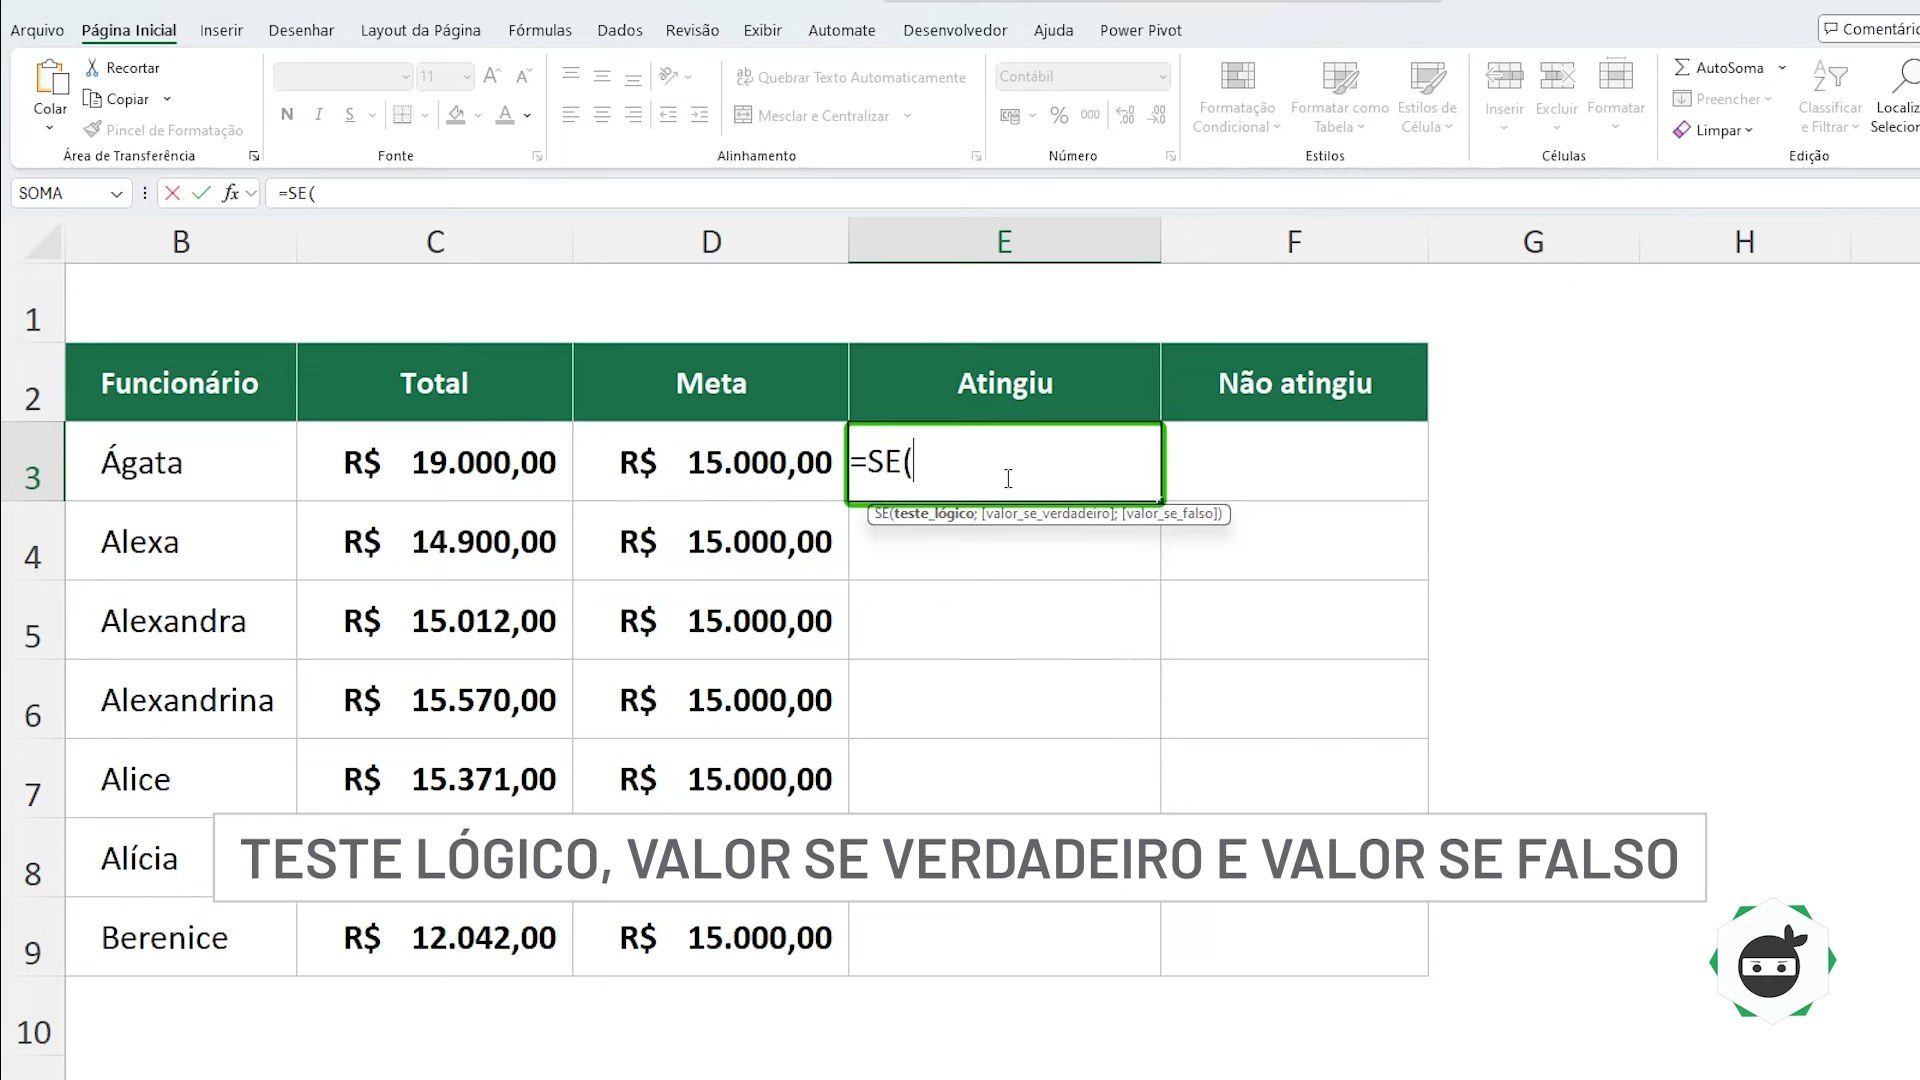 Arquivo Página Inicial Inserir Desenhar Layout da Página Fórmulas Dados Revisão Exibir Automate Desenvolvedor Ajuda Power Pivot
Recortar
Copiar
Pincel de Formatação
Colar
Área de Transferência
11
N I S
Fonte
Quebrar Texto Automaticamente
Mesclar e Centralizar
Alinhamento
Contábil
% 000
Número
Formatação Condicional
Formatar como Tabela
Estilos de Célula
Estilos
Inserir Excluir Formatar
Células
AutoSoma
Preencher
Limpar
Classificar e Filtrar
Edição
SOMA fx =SE(
B C D E F G H
1
2 Funcionário Total Meta Atingiu Não atingiu
3 Ágata R$ 19.000,00 R$ 15.000,00 =SE(
SE(teste_lógico; [valor_se_verdadeiro]; [valor_se_falso])
4 Alexa R$ 14.900,00 R$ 15.000,00
5 Alexandra R$ 15.012,00 R$ 15.000,00
6 Alexandrina R$ 15.570,00 R$ 15.000,00
7 Alice R$ 15.371,00 R$ 15.000,00
8 Alícia
TESTE LÓGICO, VALOR SE VERDADEIRO E VALOR SE FALSO
9 Berenice R$ 12.042,00 R$ 15.000,00
10